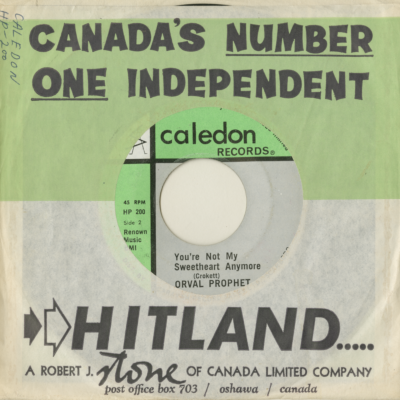 CALEDON
HP-200
CANADA'S NUMBER
ONE INDEPENDENT
caledon
RECORDS®
45 RPM
HP 200
Side 2
Renown
Music
BMI
You're Not My
Sweetheart Anymore
(Crokett)
ORVAL PROPHET
HITLAND.....
A ROBERT J. Stone OF CANADA LIMITED COMPANY
post office box 703 / oshawa / canada